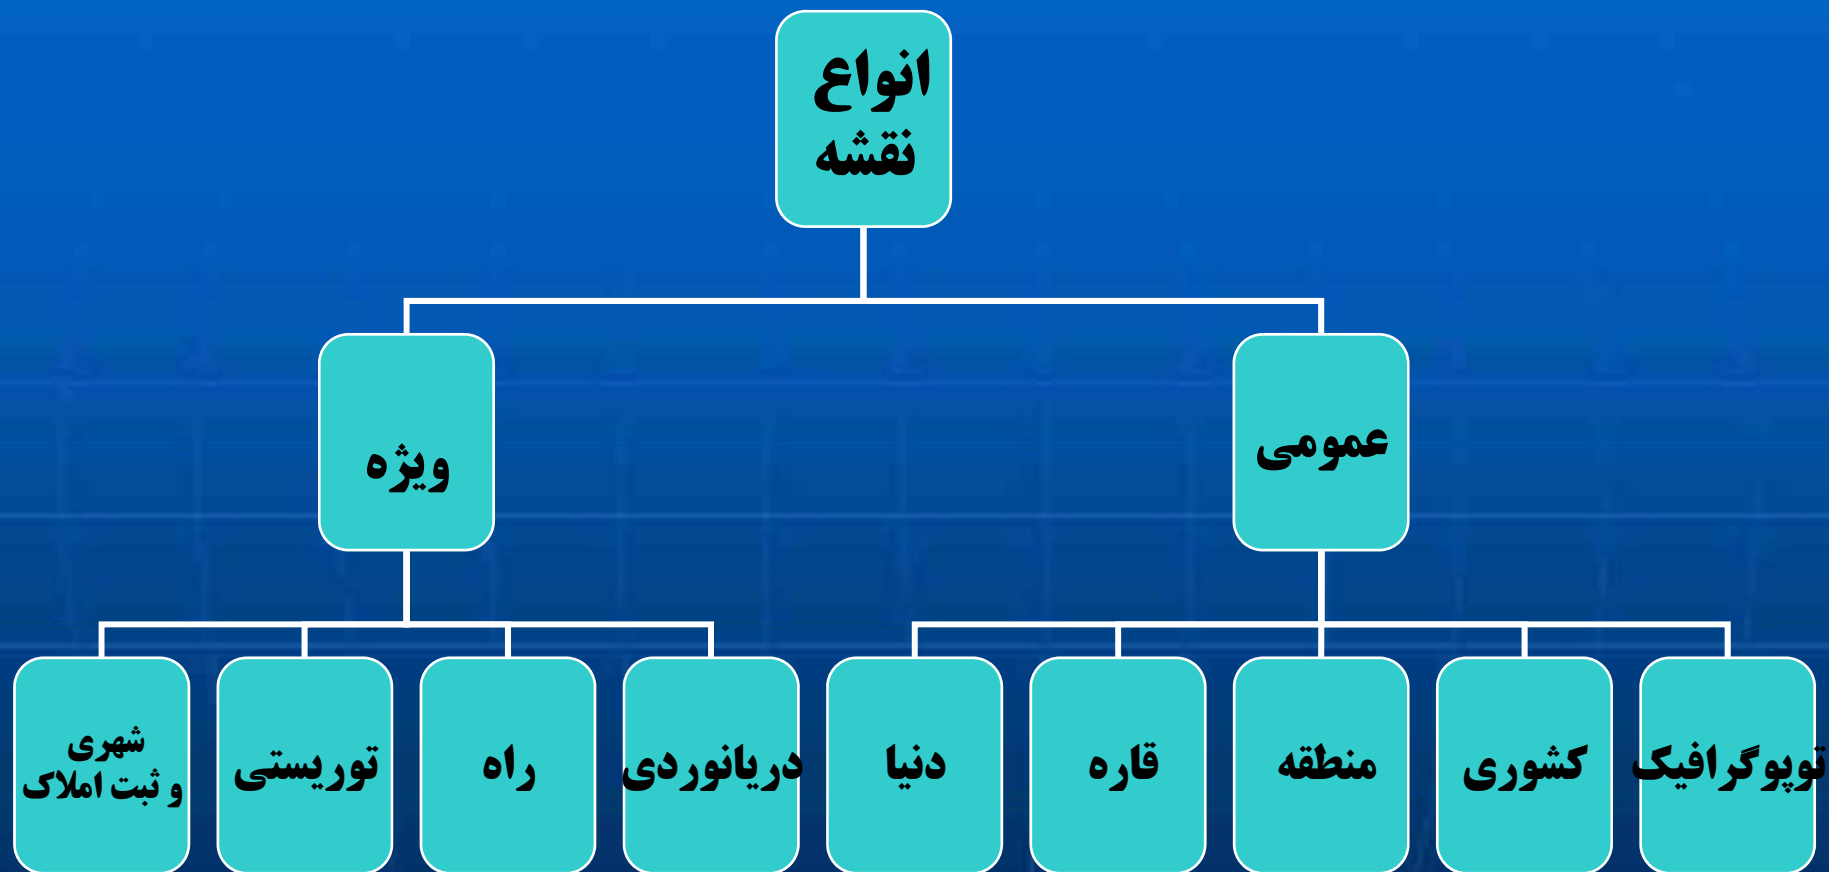 انواع
نقشه
عمومی
ویژه
توپوگرافیک
کشوری
منطقه
قاره
دنیا
دریانوردی
راه
توریستی
شهری
و ثبت املاک